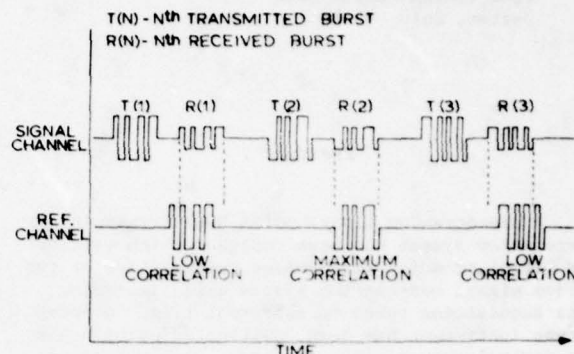 T(N) - Nth TRANSMITTED BURST
R(N) - Nth RECEIVED BURST
T(1) R(1) T(2) R(2) T(3) R(3)
SIGNAL
CHANNEL
REF.
CHANNEL
LOW
CORRELATION
MAXIMUM
CORRELATION
LOW
CORRELATION
TIME